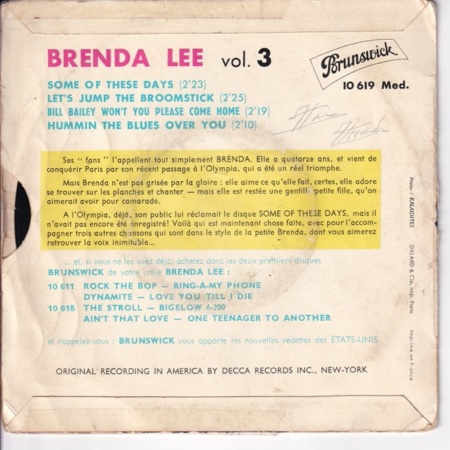 BRENDA LEE vol. 3
Brunswick
10 619 Med.
SOME OF THESE DAYS (2'23)
LET'S JUMP THE BROOMSTICK (2'25)
BILL BAILEY WON'T YOU PLEASE COME HOME (2'19)
HUMMIN THE BLUES OVER YOU (2'10)
Ses " fans " l'appellent tout simplement BRENDA. Elle a quatorze ans, et vient de
conquérir Paris par son récent passage à l'Olympia, qui a été un réel triomphe.
Mais Brenda n'est pas grisée par la gloire : elle aime ce qu'elle fait, certes, elle adore
se trouver sur les planches et chanter — mais elle est restée une gentille petite fille, qu'on
aimerait avoir pour camarade.
A l'Olympia, déjà, son public lui réclamait le disque SOME OF THESE DAYS, mais il
n'avait pas encore été enregistré! Voilà qui est maintenant chose faite, avec pour l'accom-
pagner trois autres chansons qui sont dans le style de la petite Brenda, dont vous aimerez
retrouver la voix inimitable...
... et, si vous ne les avez déjà, achetez donc les deux premiers disques
BRUNSWICK de votre amie BRENDA LEE :
10 611 ROCK THE BOP — RING-A-MY PHONE
DYNAMITE — LOVE YOU TILL I DIE
10 615 THE STROLL — BIGELOW 6-200
AIN'T THAT LOVE — ONE TEENAGER TO ANOTHER
et rappelez-vous : BRUNSWICK vous apporte les nouvelles vedettes des ÉTATS-UNIS
ORIGINAL RECORDING IN AMERICA BY DECCA RECORDS INC., NEW-YORK
Photo : KALADITES
DILLARD & Cie, Imp. Paris
Imprimé en France